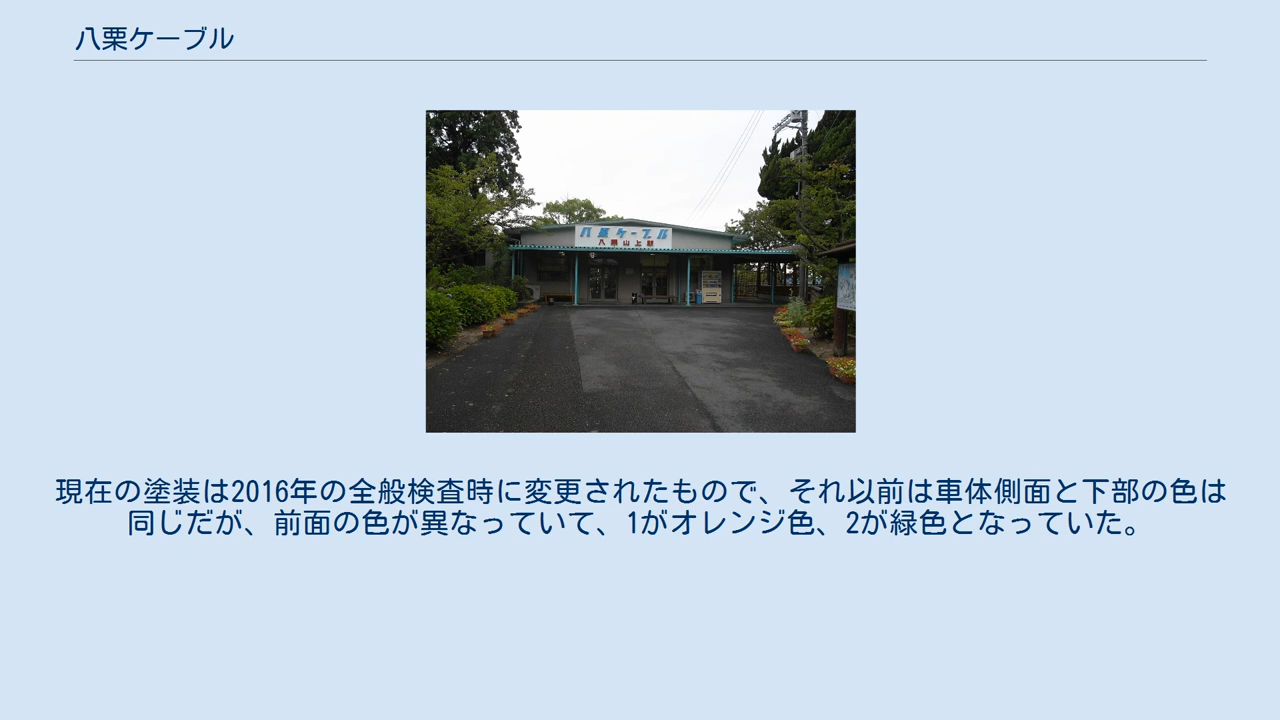 八栗ケーブル
八栗ケーブル
八栗山上駅
現在の塗装は2016年の全般検査時に変更されたもので、それ以前は車体側面と下部の色は
同じだが、前面の色が異なっていて、1がオレンジ色、2が緑色となっていた。